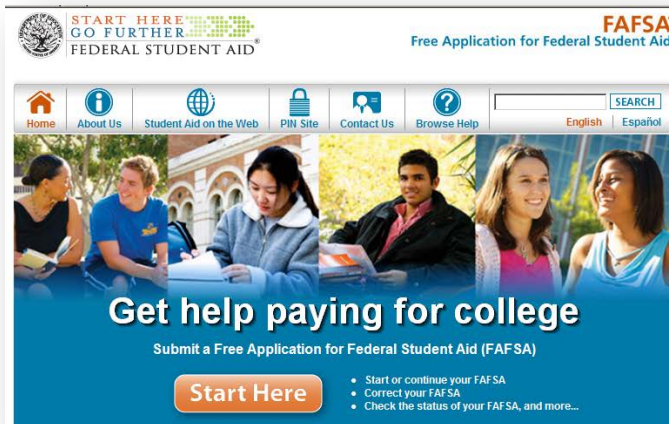 START HERE
GO FURTHER
FEDERAL STUDENT AID®
FAFSA
Free Application for Federal Student Aid
Home
About Us
Student Aid on the Web
PIN Site
Contact Us
Browse Help
SEARCH
English | Español
Get help paying for college
Submit a Free Application for Federal Student Aid (FAFSA)
Start Here
• Start or continue your FAFSA
• Correct your FAFSA
• Check the status of your FAFSA, and more...